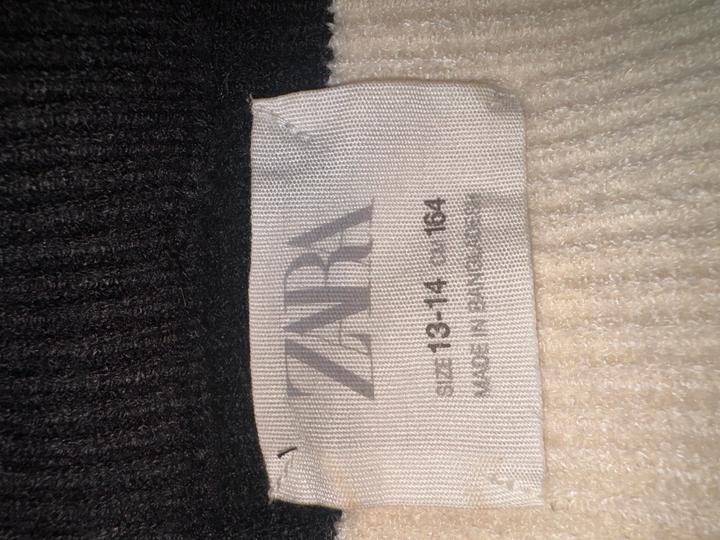 ZARA
SIZE 13-14 CM 164
MADE IN BANGLADESH